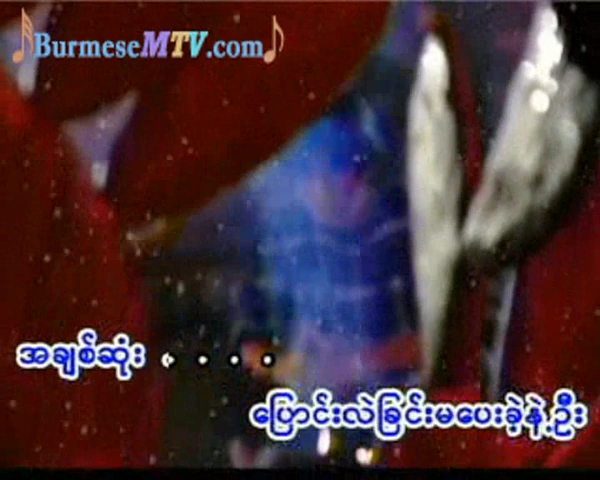 BurmeseMTV.com
အချစ်ဆုံး . . . .
ပြောင်းလဲခြင်းမပေးခဲ့နဲ့ဦး